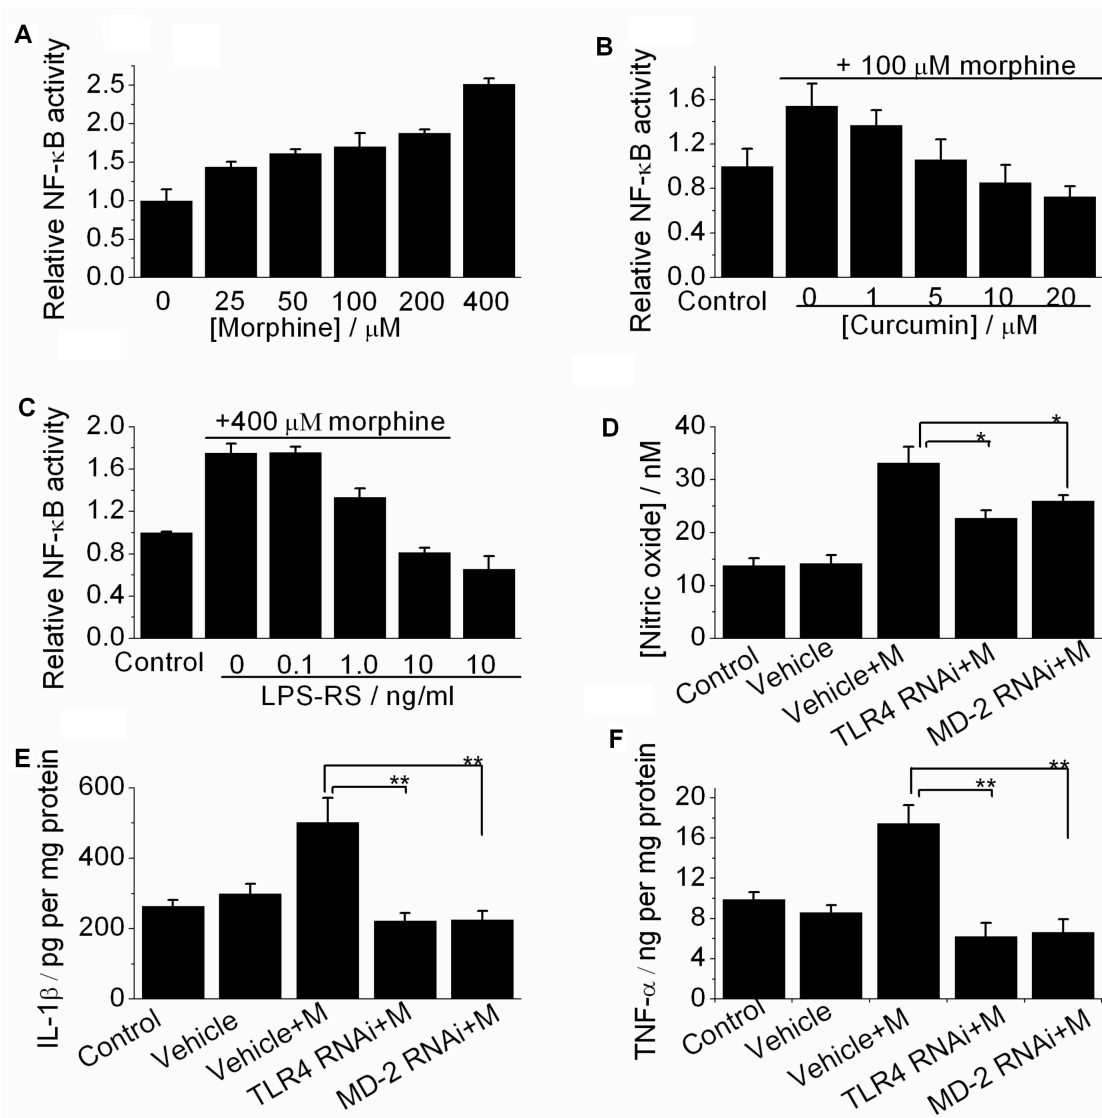 A
Relative NF-κB activity
2.5
2.0
1.5
1.0
0.5
0.0
0 25 50 100 200 400
[Morphine] / μM
B
Relative NF-κB activity
+ 100 μM morphine
1.6
1.2
0.8
0.4
0.0
Control 0 1 5 10 20
[Curcumin] / μM
C
Relative NF-κB activity
+400 μM morphine
2.0
1.6
1.2
0.8
0.4
0.0
Control 0 0.1 1.0 10 10
LPS-RS / ng/ml
D
[Nitric oxide] / nM
40
30
20
10
0
* *
Control
Vehicle
Vehicle+M
TLR4 RNAi+M
MD-2 RNAi+M
E
IL-1β / pg per mg protein
600
400
200
0
** **
Control
Vehicle
Vehicle+M
TLR4 RNAi+M
MD-2 RNAi+M
F
TNF-α / ng per mg protein
20
16
12
8
4
0
** **
Control
Vehicle
Vehicle+M
TLR4 RNAi+M
MD-2 RNAi+M